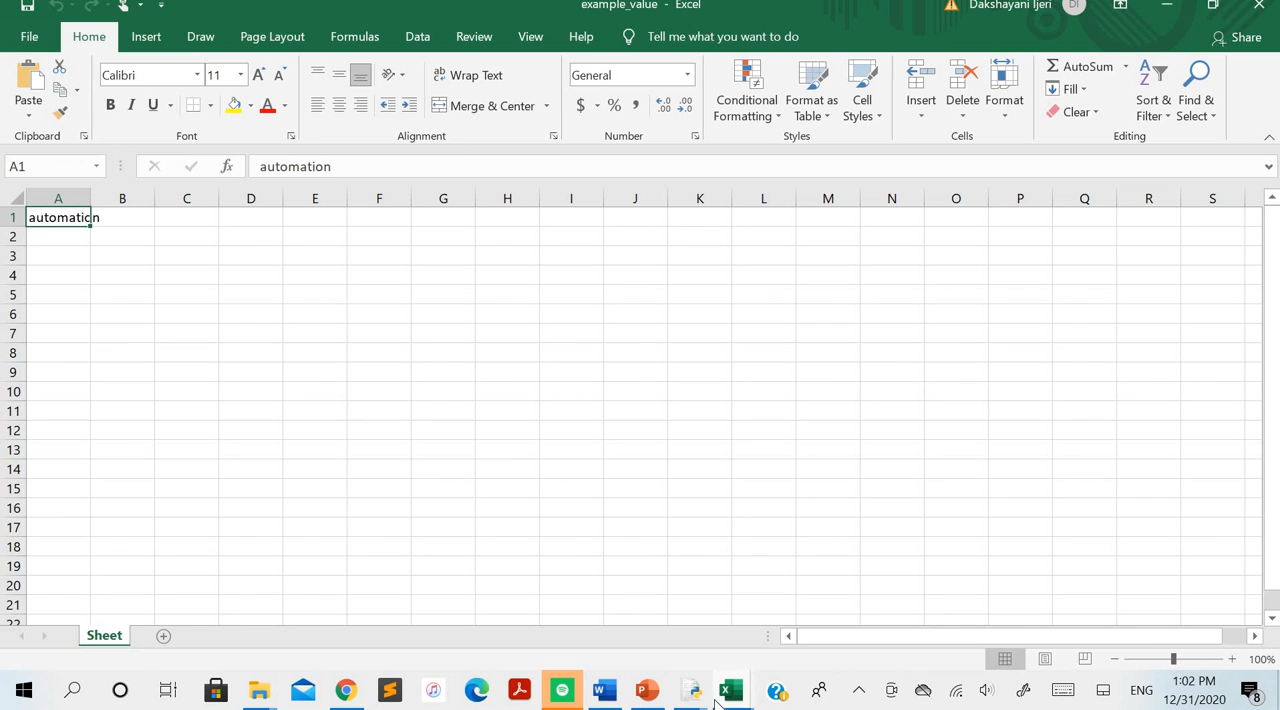 example_value - Excel
Dakshayani Ijeri DI
File Home Insert Draw Page Layout Formulas Data Review View Help Tell me what you want to do Share
Calibri 11 A A Wrap Text General AutoSum
Paste B I U A Merge & Center $ % , Conditional Formatting Format as Table Cell Styles Insert Delete Format Fill Clear Sort & Filter Find & Select
Clipboard Font Alignment Number Styles Cells Editing
A1 fx automation
A B C D E F G H I J K L M N O P Q R S
1 automation
2
3
4
5
6
7
8
9
10
11
12
13
14
15
16
17
18
19
20
21
22
Sheet
100%
ENG 1:02 PM
12/31/2020 8